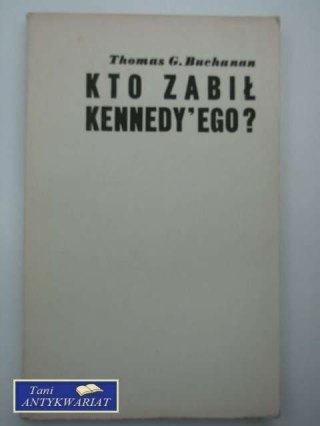 Thomas G. Buchanan
KTO ZABIŁ
KENNEDY'EGO?
Tani
ANTYKWARIAT